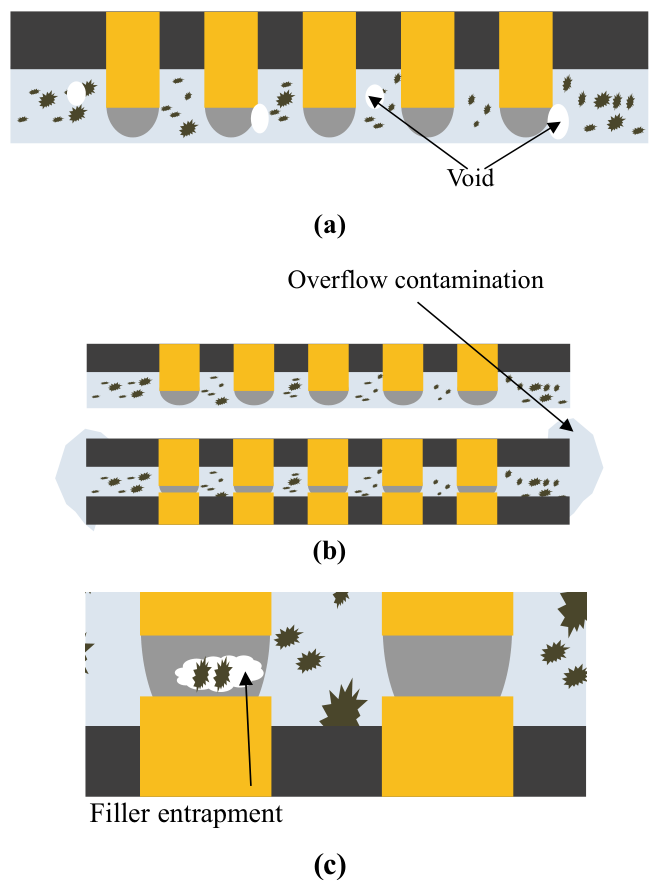 Void
(a)
Overflow contamination
(b)
Filler entrapment
(c)